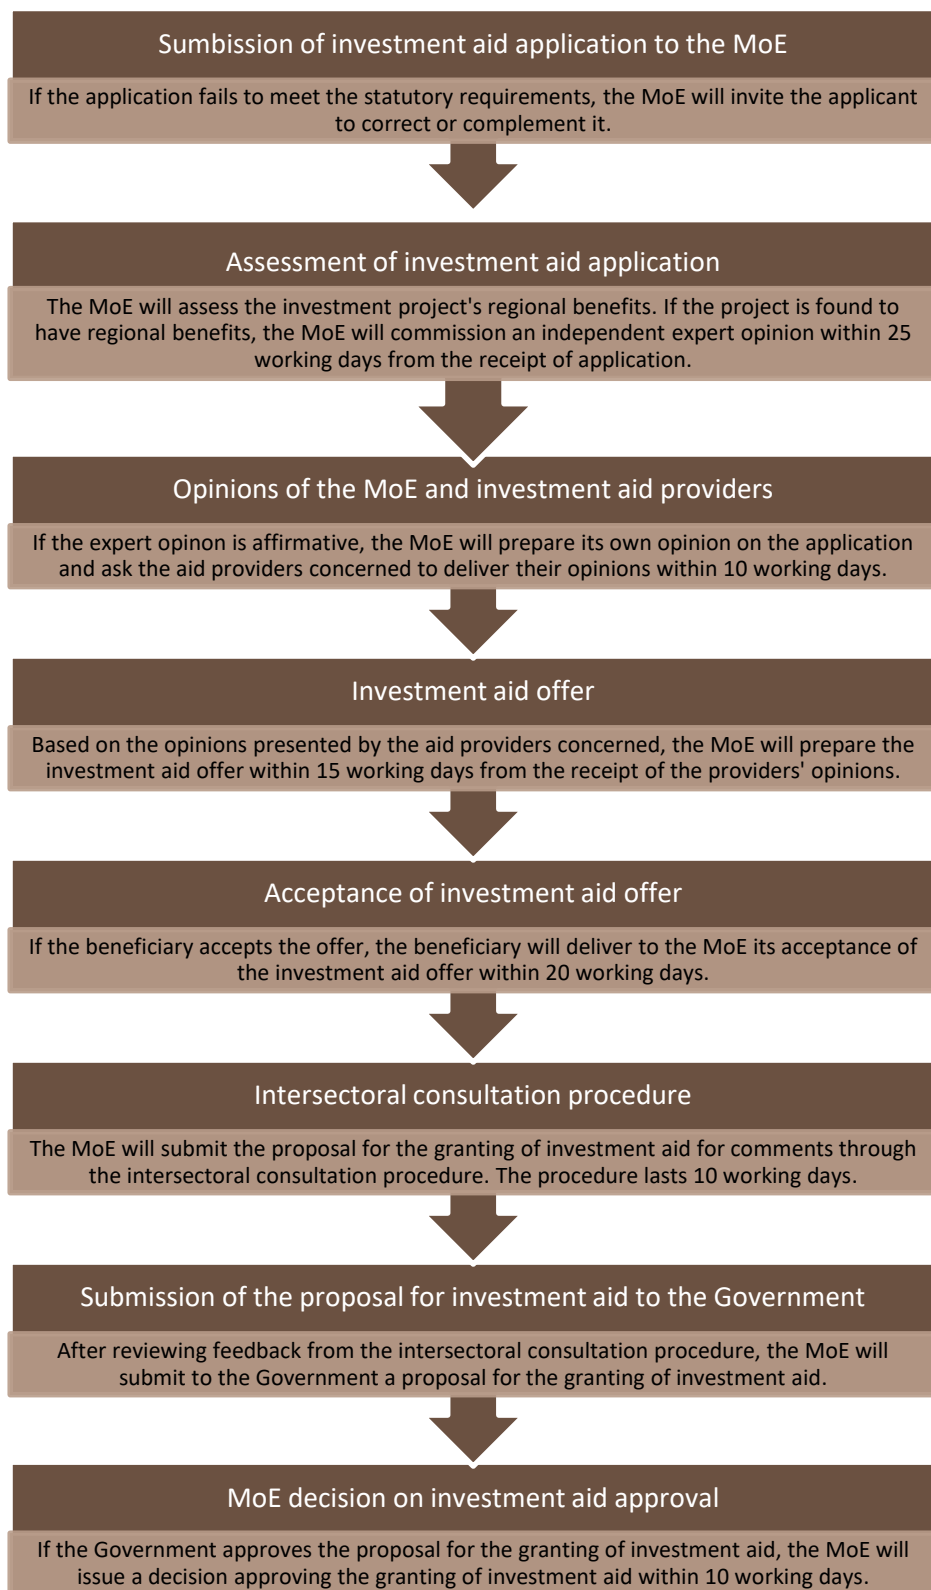 Sumbission of investment aid application to the MoE
If the application fails to meet the statutory requirements, the MoE will invite the applicant
to correct or complement it.
Assessment of investment aid application
The MoE will assess the investment project's regional benefits. If the project is found to
have regional benefits, the MoE will commission an independent expert opinion within 25
working days from the receipt of application.
Opinions of the MoE and investment aid providers
If the expert opinon is affirmative, the MoE will prepare its own opinion on the application
and ask the aid providers concerned to deliver their opinions within 10 working days.
Investment aid offer
Based on the opinions presented by the aid providers concerned, the MoE will prepare the
investment aid offer within 15 working days from the receipt of the providers' opinions.
Acceptance of investment aid offer
If the beneficiary accepts the offer, the beneficiary will deliver to the MoE its acceptance of
the investment aid offer within 20 working days.
Intersectoral consultation procedure
The MoE will submit the proposal for the granting of investment aid for comments through
the intersectoral consultation procedure. The procedure lasts 10 working days.
Submission of the proposal for investment aid to the Government
After reviewing feedback from the intersectoral consultation procedure, the MoE will
submit to the Government a proposal for the granting of investment aid.
MoE decision on investment aid approval
If the Government approves the proposal for the granting of investment aid, the MoE will
issue a decision approving the granting of investment aid within 10 working days.